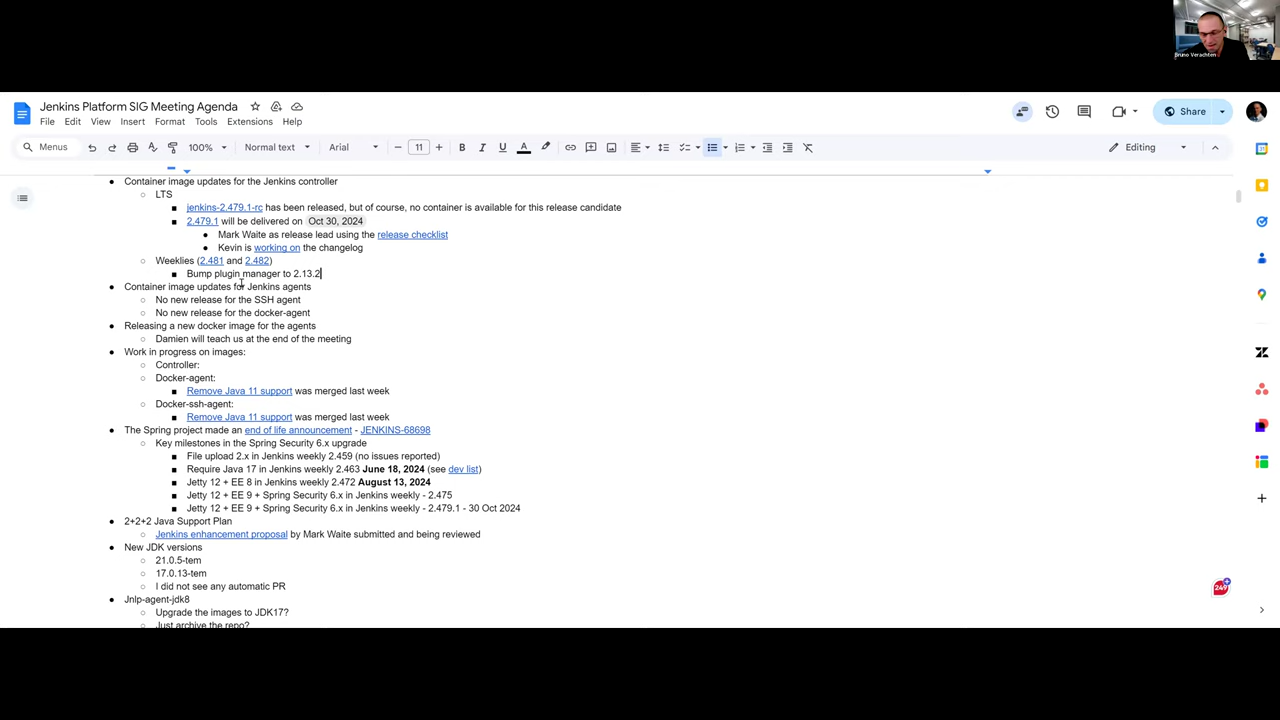 Bruno Verachten
Jenkins Platform SIG Meeting Agenda
Share
File Edit View Insert Format Tools Extensions Help
Menus 100% Normal text Arial 11 Editing
Container image updates for the Jenkins controller
LTS
jenkins-2.479.1-rc has been released, but of course, no container is available for this release candidate
2.479.1 will be delivered on Oct 30, 2024
Mark Waite as release lead using the release checklist
Kevin is working on the changelog
Weeklies (2.481 and 2.482)
Bump plugin manager to 2.13.2
Container image updates for Jenkins agents
No new release for the SSH agent
No new release for the docker-agent
Releasing a new docker image for the agents
Damien will teach us at the end of the meeting
Work in progress on images:
Controller:
Docker-agent:
Remove Java 11 support was merged last week
Docker-ssh-agent:
Remove Java 11 support was merged last week
The Spring project made an end of life announcement - JENKINS-68698
Key milestones in the Spring Security 6.x upgrade
File upload 2.x in Jenkins weekly 2.459 (no issues reported)
Require Java 17 in Jenkins weekly 2.463 June 18, 2024 (see dev list)
Jetty 12 + EE 8 in Jenkins weekly 2.472 August 13, 2024
Jetty 12 + EE 9 + Spring Security 6.x in Jenkins weekly - 2.475
Jetty 12 + EE 9 + Spring Security 6.x in Jenkins weekly - 2.479.1 - 30 Oct 2024
2+2+2 Java Support Plan
Jenkins enhancement proposal by Mark Waite submitted and being reviewed
New JDK versions
21.0.5-tem
17.0.13-tem
I did not see any automatic PR
249
Jnlp-agent-jdk8
Upgrade the images to JDK17?
Just archive the repo?